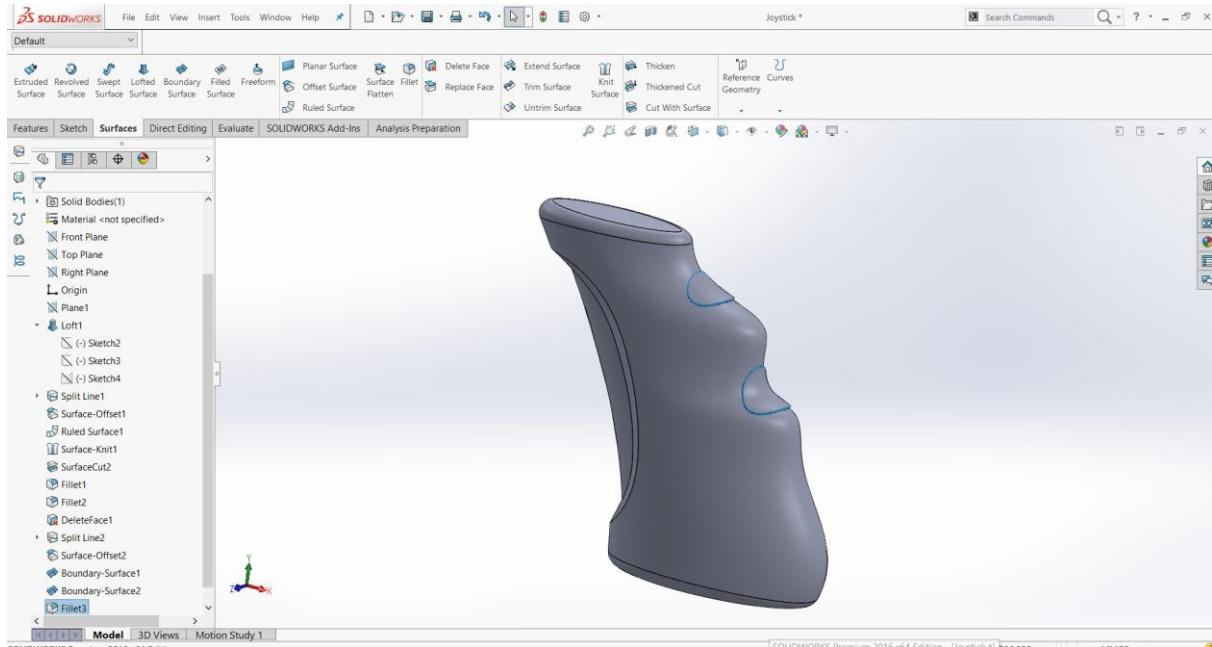 SOLIDWORKS File Edit View Insert Tools Window Help Joystick * Search Commands ?
Default
Extruded Surface Revolved Surface Swept Surface Lofted Surface Boundary Surface Filled Surface Freeform
Planar Surface
Offset Surface
Ruled Surface
Surface Flatten Fillet
Delete Face
Replace Face
Extend Surface
Trim Surface
Untrim Surface
Knit Surface
Thicken
Thickened Cut
Cut With Surface
Reference Geometry Curves
Features Sketch Surfaces Direct Editing Evaluate SOLIDWORKS Add-Ins Analysis Preparation
Solid Bodies(1)
Material <not specified>
Front Plane
Top Plane
Right Plane
Origin
Plane1
Loft1
(-) Sketch2
(-) Sketch3
(-) Sketch4
Split Line1
Surface-Offset1
Ruled Surface1
Surface-Knit1
SurfaceCut2
Fillet1
Fillet2
DeleteFace1
Split Line2
Surface-Offset2
Boundary-Surface1
Boundary-Surface2
Fillet3
Y
Z X
Model 3D Views Motion Study 1